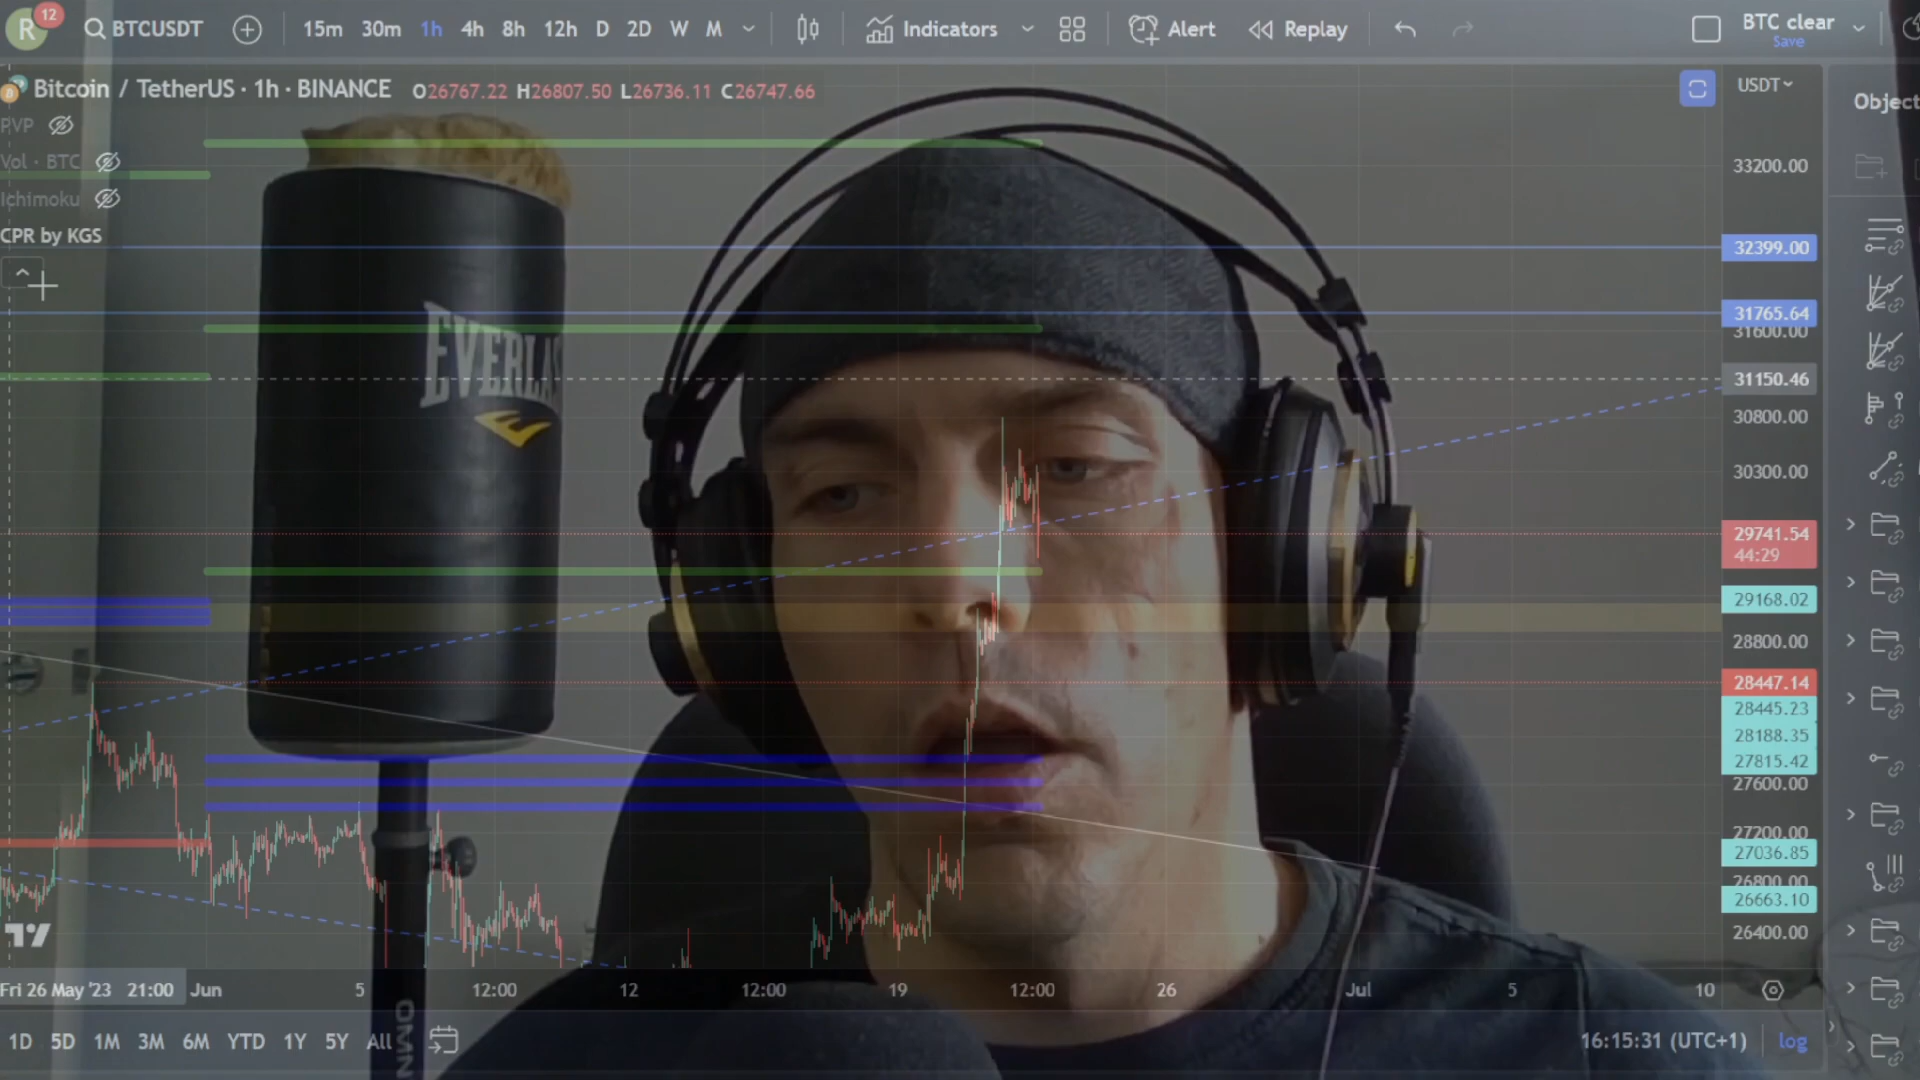 R 12 BTCUSDT 15m 30m 1h 4h 8h 12h D 2D W M Indicators Alert Replay BTC clear
Save
Bitcoin / TetherUS · 1h · BINANCE O26767.22 H26807.50 L26736.11 C26747.66 USDT
Object
PVP
Vol · BTC
Ichimoku
CPR by KGS
33200.00
32399.00
31765.64
31600.00
EVERLAS
31150.46
30800.00
30300.00
29741.54
44:29
29168.02
28800.00
28447.14
28445.23
28188.35
27815.42
27600.00
27200.00
27036.85
26800.00
26663.10
26400.00
Fri 26 May '23 21:00 Jun 5 12:00 12 12:00 19 12:00 26 Jul 5 10
1D 5D 1M 3M 6M YTD 1Y 5Y All 16:15:31 (UTC+1) log